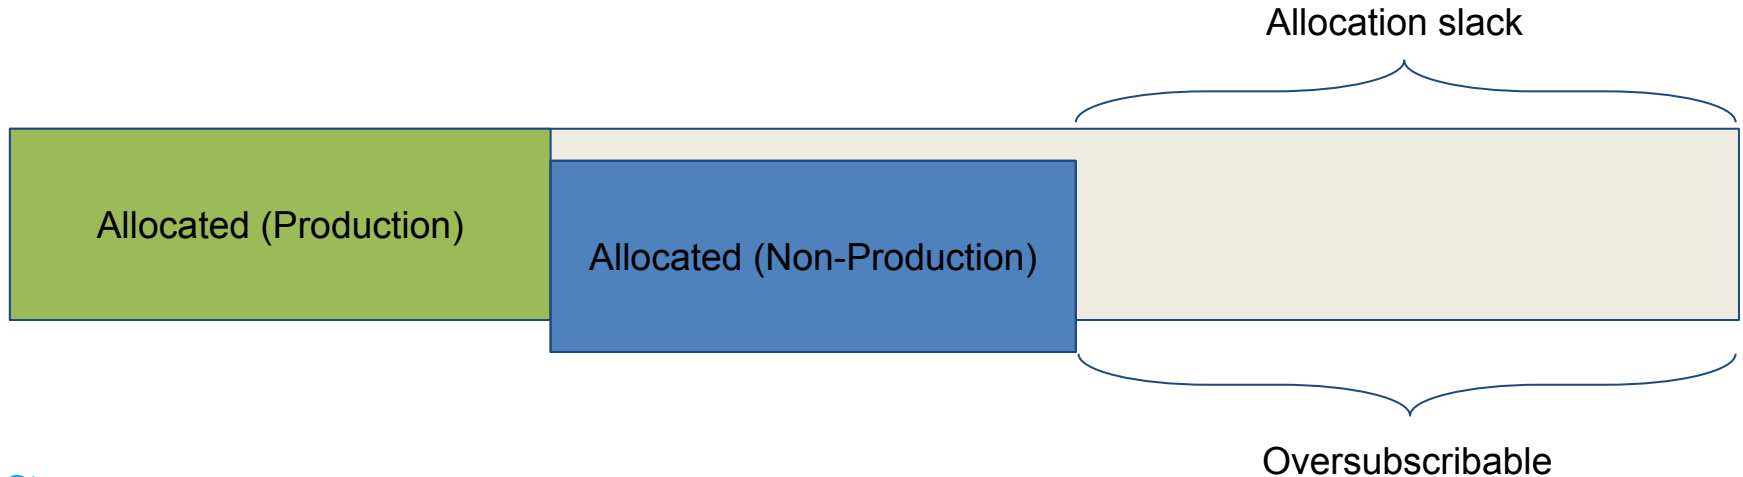 Allocation slack
Allocated (Production)
Allocated (Non-Production)
Oversubscribable